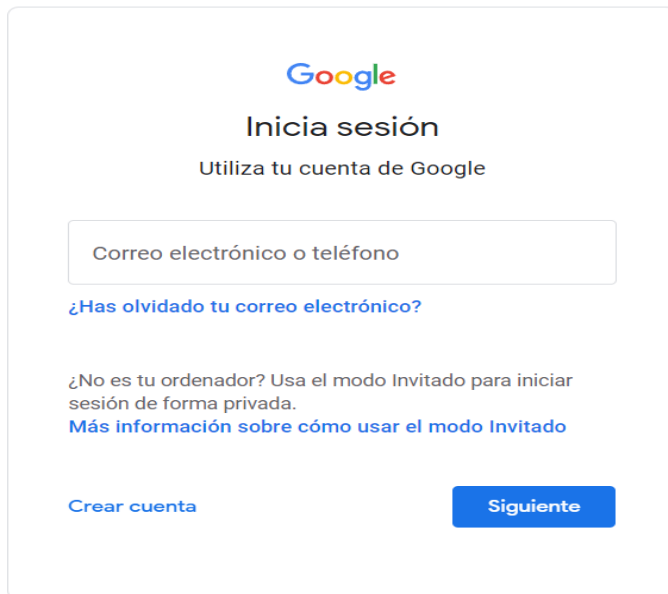 Google
Inicia sesión
Utiliza tu cuenta de Google
Correo electrónico o teléfono
¿Has olvidado tu correo electrónico?
¿No es tu ordenador? Usa el modo Invitado para iniciar
sesión de forma privada.
Más información sobre cómo usar el modo Invitado
Crear cuenta
Siguiente